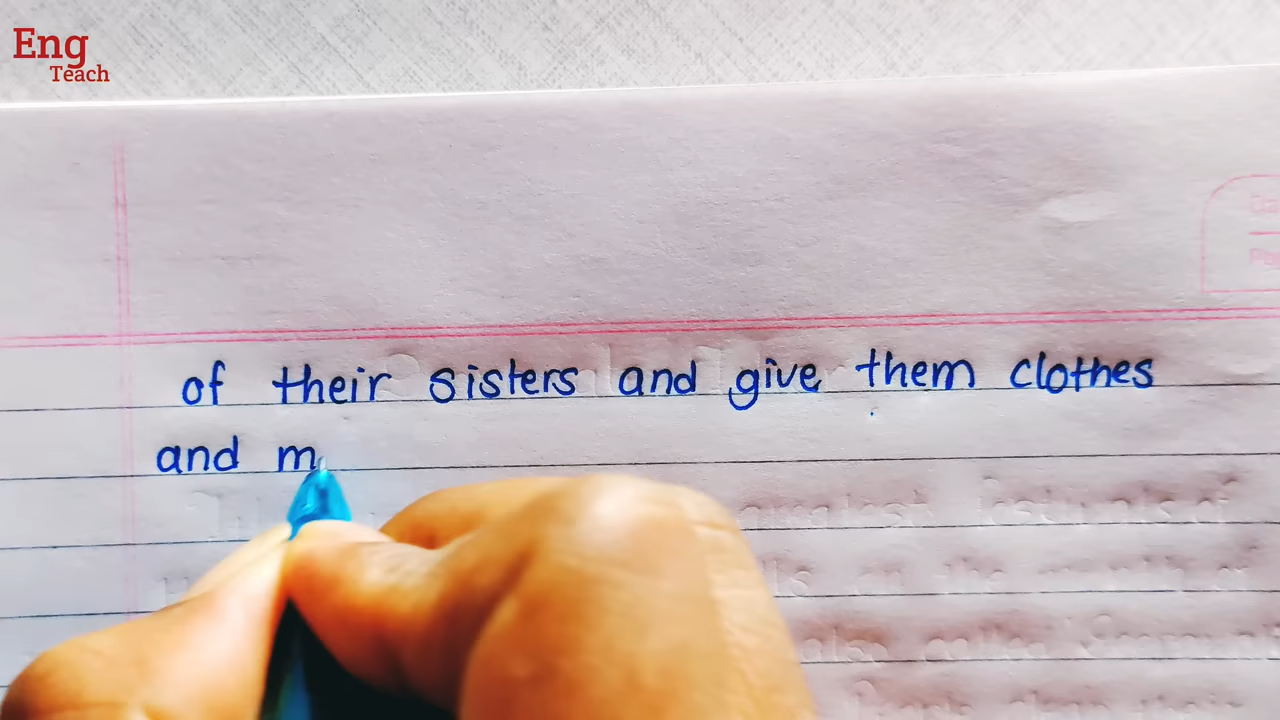 Eng
Teach
of their sisters and give them clothes
and m